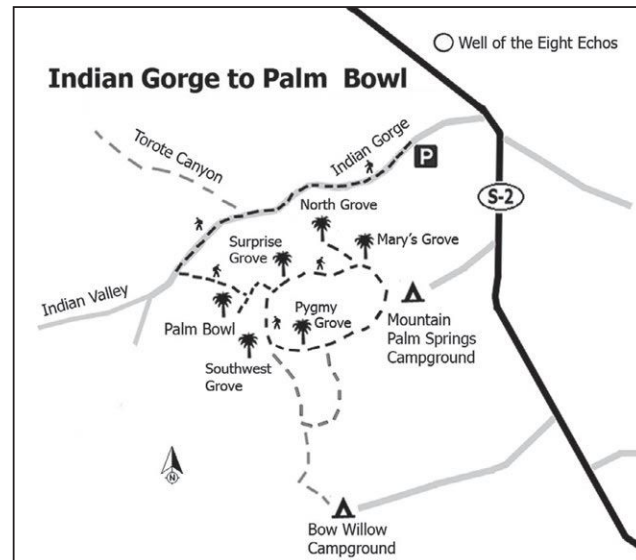 Well of the Eight Echos
Indian Gorge to Palm Bowl
Torote Canyon
Indian Gorge
P
S-2
North Grove
Surprise
Grove
Mary's Grove
Indian Valley
Palm Bowl
Pygmy
Grove
Mountain
Palm Springs
Campground
Southwest
Grove
N
Bow Willow
Campground